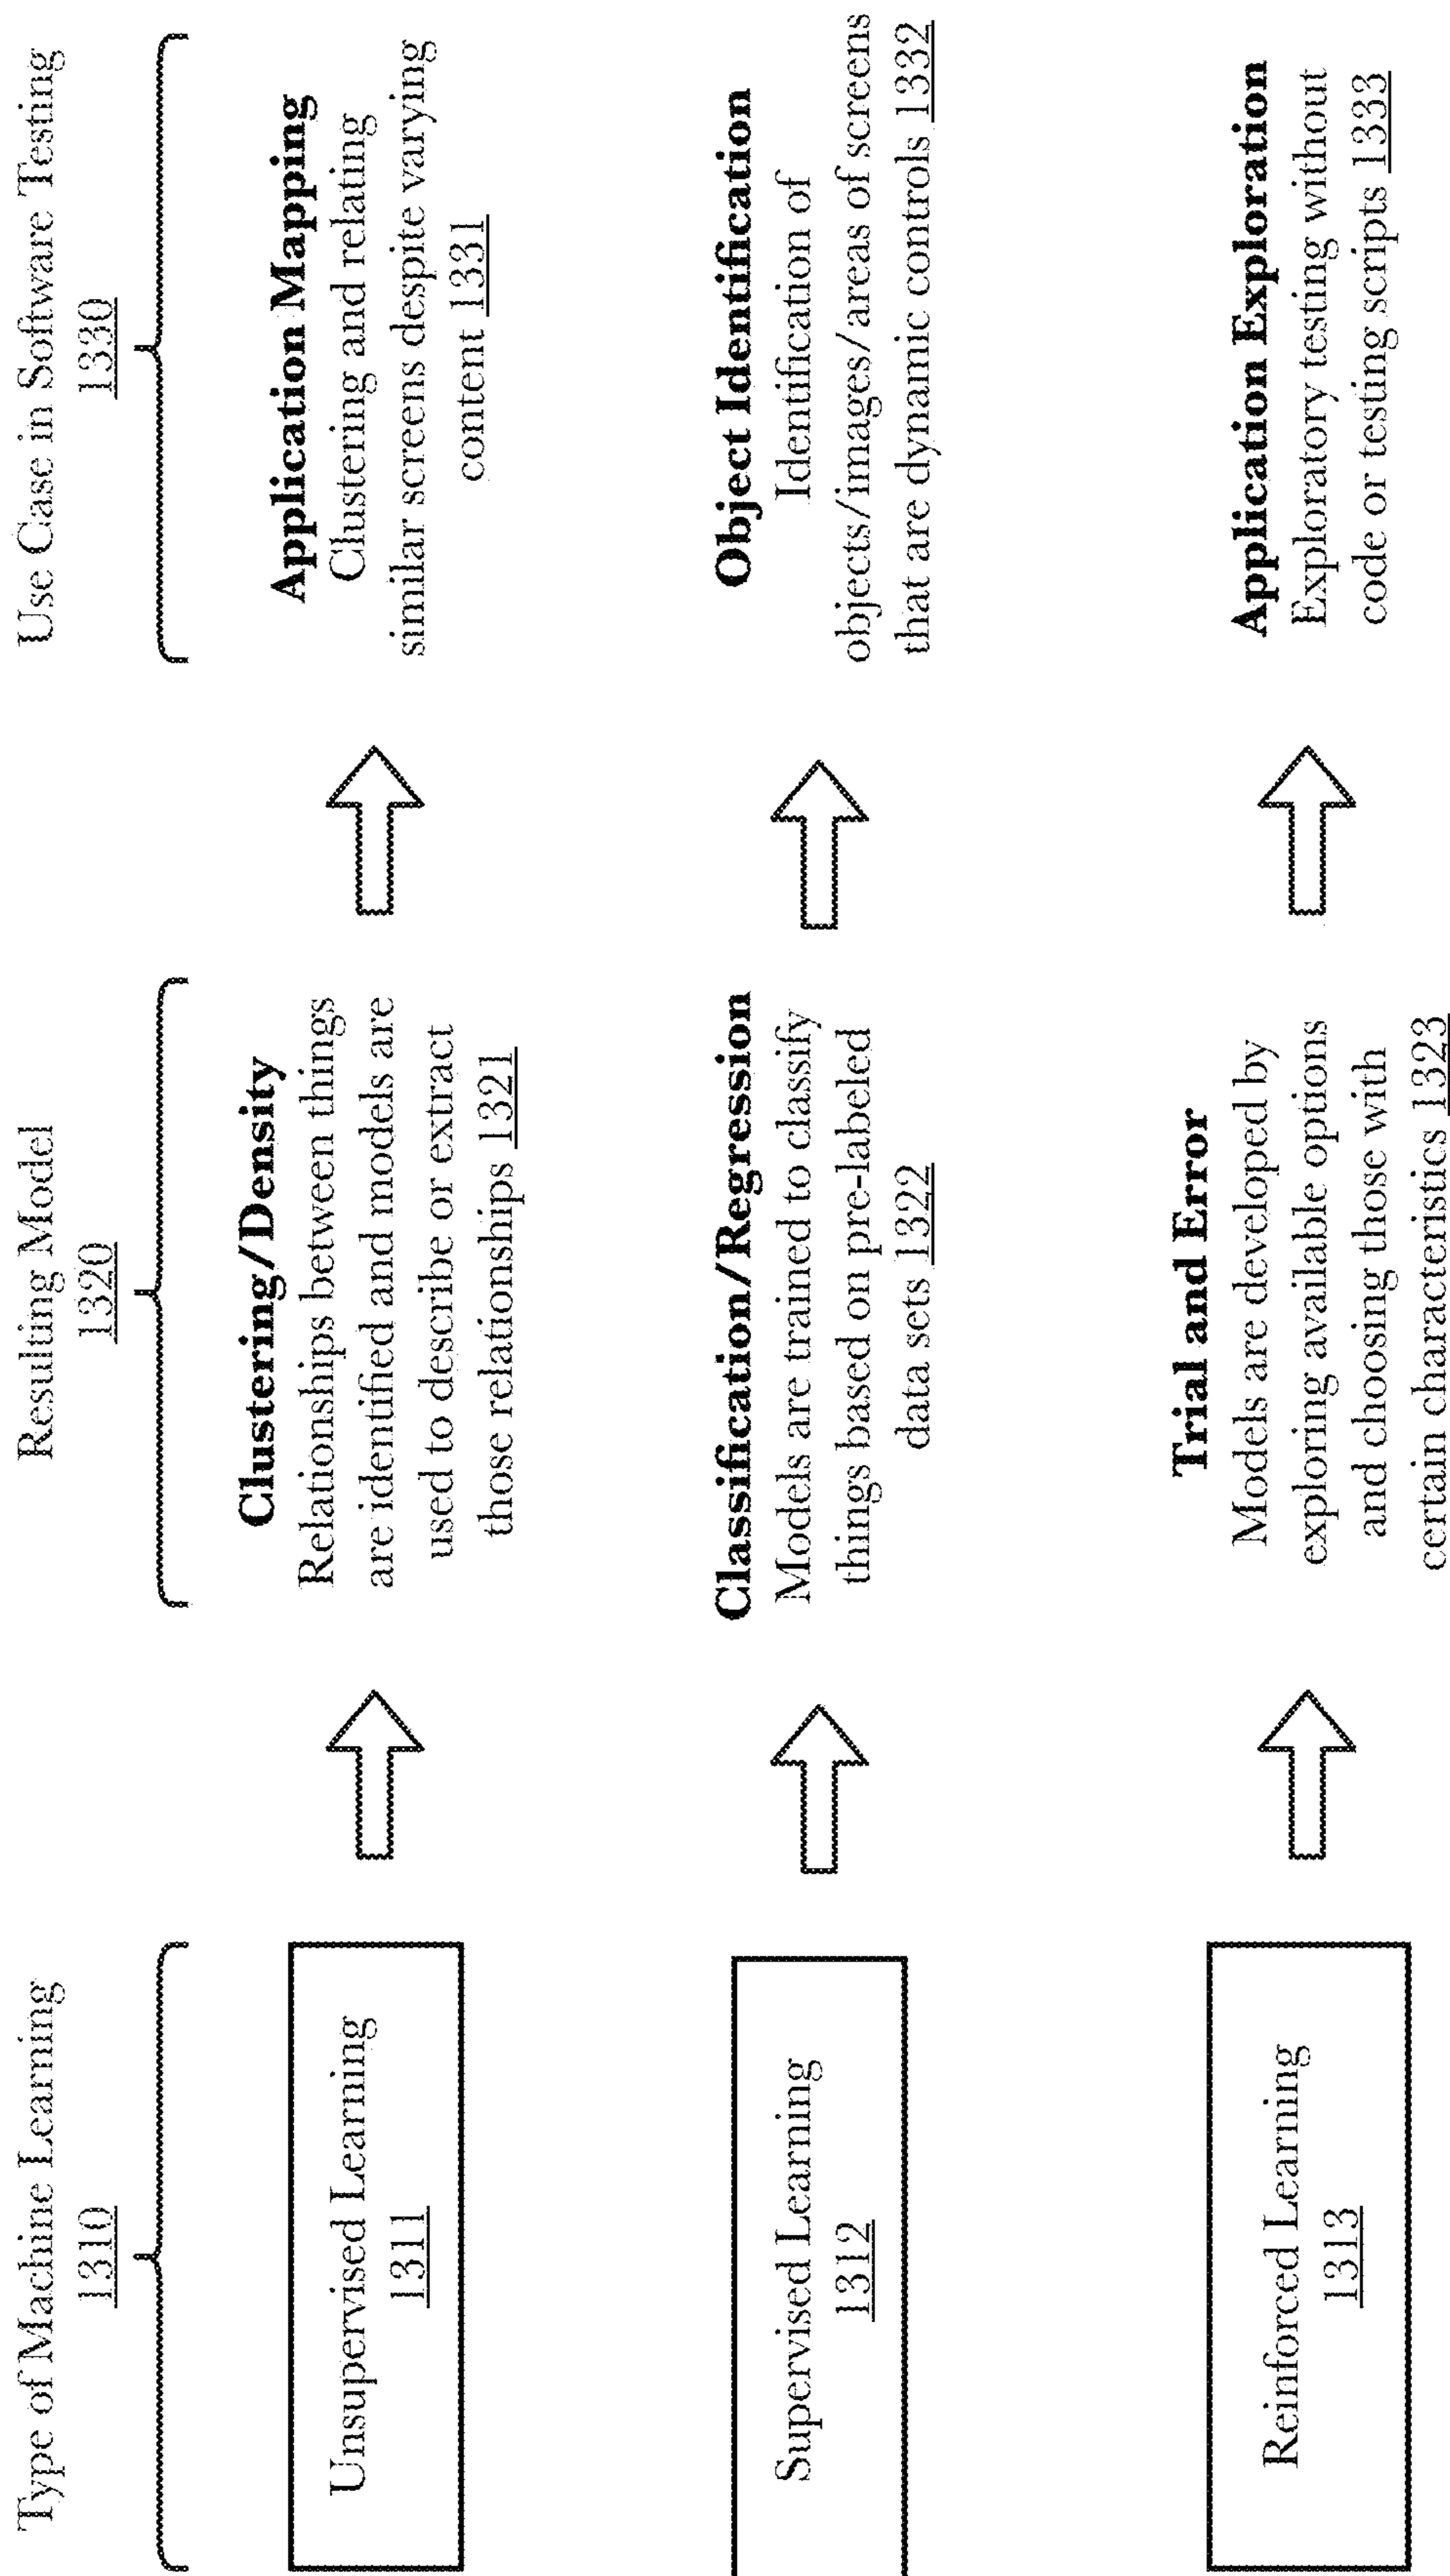 Type of Machine Learning
1310
Resulting Model
1320
Use Case in Software Testing
1330
Unsupervised Learning
1311
Clustering/Density
Relationships between things
are identified and models are
used to describe or extract
those relationships 1321
Application Mapping
Clustering and relating
similar screens despite varying
content 1331
Supervised Learning
1312
Classification/Regression
Models are trained to classify
things based on pre-labeled
data sets 1322
Object Identification
Identification of
objects/images/areas of screens
that are dynamic controls 1332
Reinforced Learning
1313
Trial and Error
Models are developed by
exploring available options
and choosing those with
certain characteristics 1323
Application Exploration
Exploratory testing without
code or testing scripts 1333